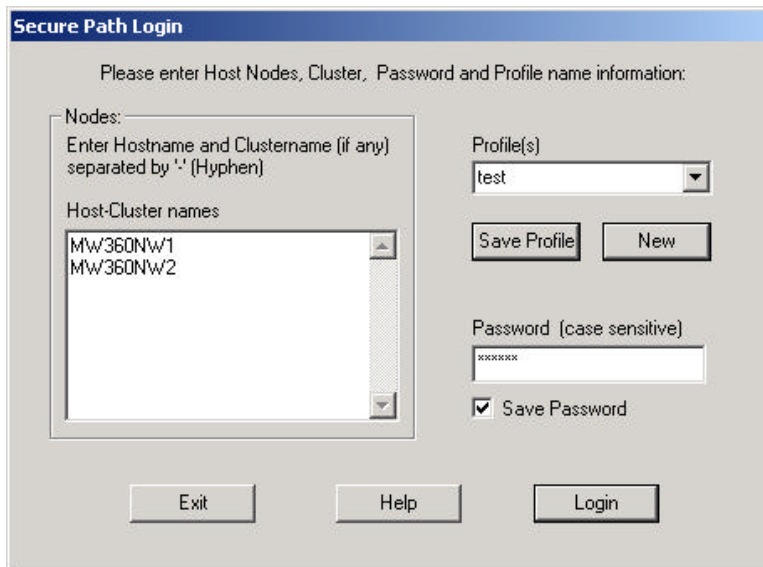 Secure Path Login
Please enter Host Nodes, Cluster, Password and Profile name information:
Nodes:
Enter Hostname and Clustername (if any)
separated by '-' (Hyphen)
Host-Cluster names
MW360NW1
MW360NW2
Profile(s)
test
Save Profile
New
Password (case sensitive)
xxxxxx
Save Password
Exit
Help
Login